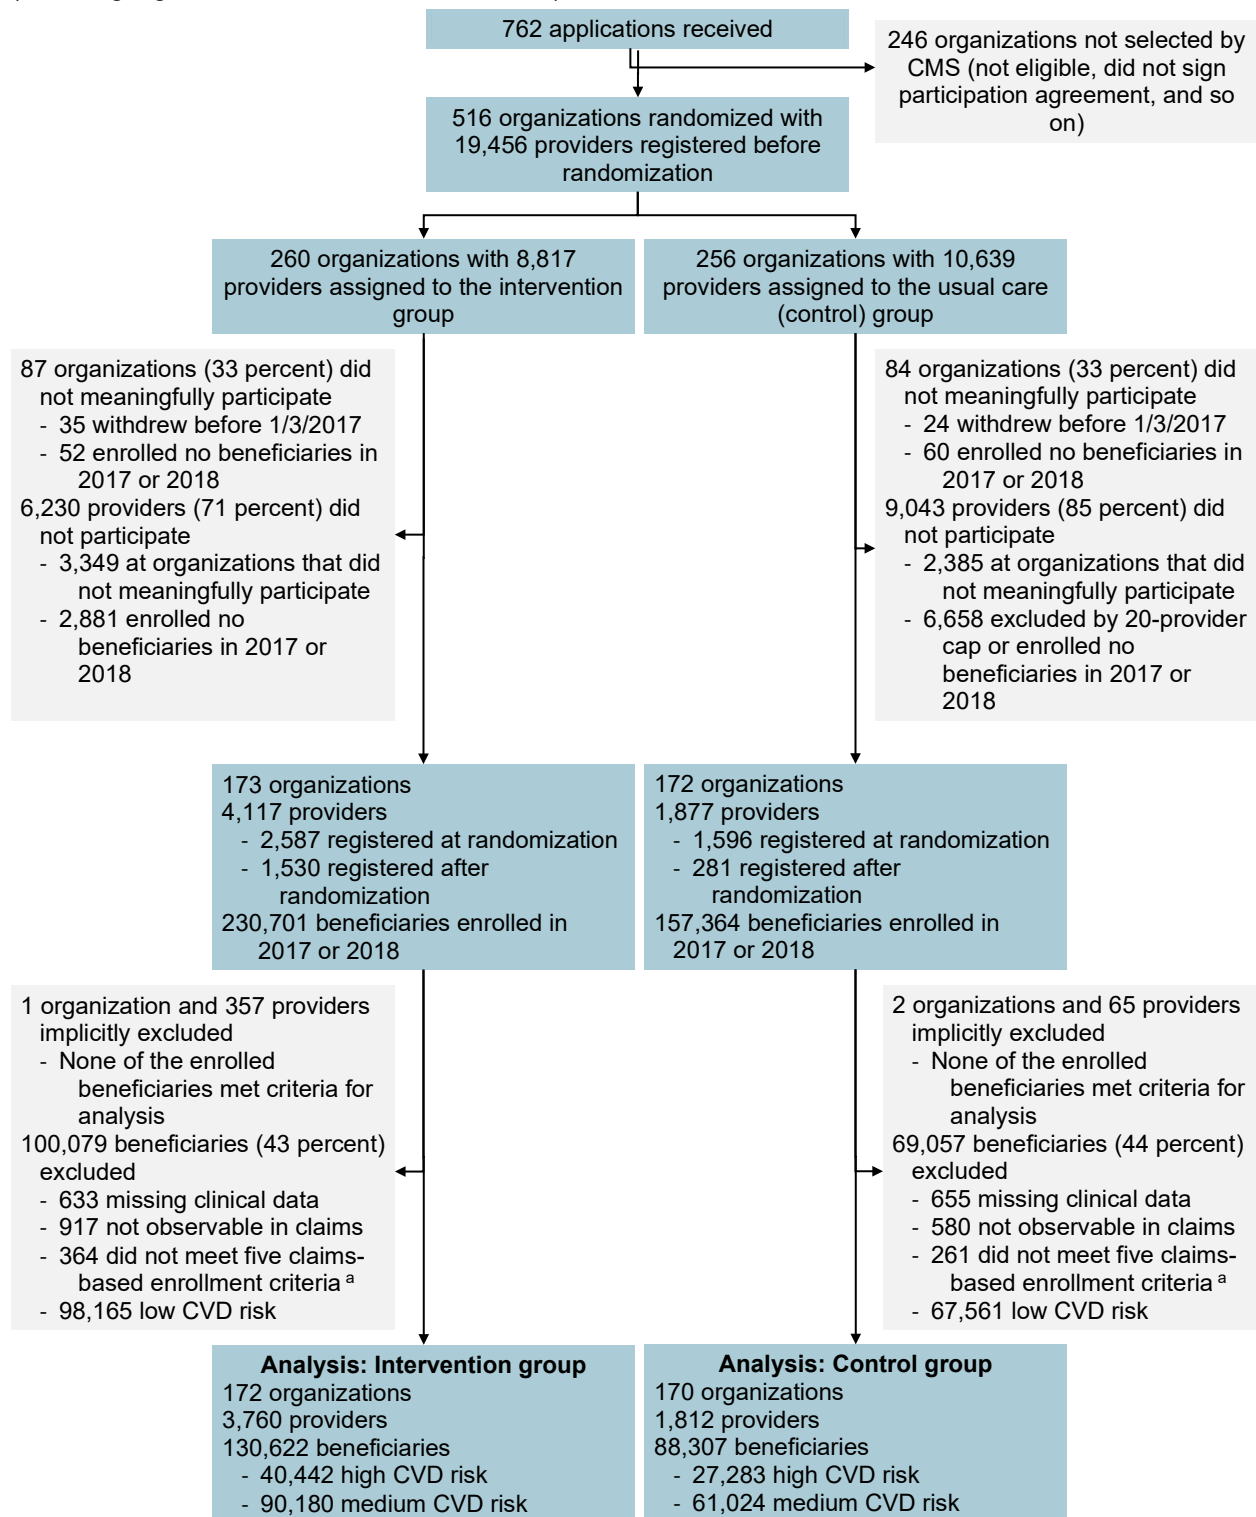 762 applications received
246 organizations not selected by
CMS (not eligible, did not sign
participation agreement, and so
on)
516 organizations randomized with
19,456 providers registered before
randomization
260 organizations with 8,817
providers assigned to the intervention
group
256 organizations with 10,639
providers assigned to the usual care
(control) group
87 organizations (33 percent) did
not meaningfully participate
- 35 withdrew before 1/3/2017
- 52 enrolled no beneficiaries in
2017 or 2018
6,230 providers (71 percent) did
not participate
- 3,349 at organizations that did
not meaningfully participate
- 2,881 enrolled no
beneficiaries in 2017 or
2018
84 organizations (33 percent) did
not meaningfully participate
- 24 withdrew before 1/3/2017
- 60 enrolled no beneficiaries in
2017 or 2018
9,043 providers (85 percent) did
not participate
- 2,385 at organizations that did
not meaningfully participate
- 6,658 excluded by 20-provider
cap or enrolled no
beneficiaries in 2017 or
2018
173 organizations
4,117 providers
- 2,587 registered at randomization
- 1,530 registered after
randomization
230,701 beneficiaries enrolled in
2017 or 2018
172 organizations
1,877 providers
- 1,596 registered at randomization
- 281 registered after
randomization
157,364 beneficiaries enrolled in
2017 or 2018
1 organization and 357 providers
implicitly excluded
- None of the enrolled
beneficiaries met criteria for
analysis
100,079 beneficiaries (43 percent)
excluded
- 633 missing clinical data
- 917 not observable in claims
- 364 did not meet five claims-
based enrollment criteria a
- 98,165 low CVD risk
2 organizations and 65 providers
implicitly excluded
- None of the enrolled
beneficiaries met criteria for
analysis
69,057 beneficiaries (44 percent)
excluded
- 655 missing clinical data
- 580 not observable in claims
- 261 did not meet five claims-
based enrollment criteria a
- 67,561 low CVD risk
Analysis: Intervention group
172 organizations
3,760 providers
130,622 beneficiaries
- 40,442 high CVD risk
- 90,180 medium CVD risk
Analysis: Control group
170 organizations
1,812 providers
88,307 beneficiaries
- 27,283 high CVD risk
- 61,024 medium CVD risk